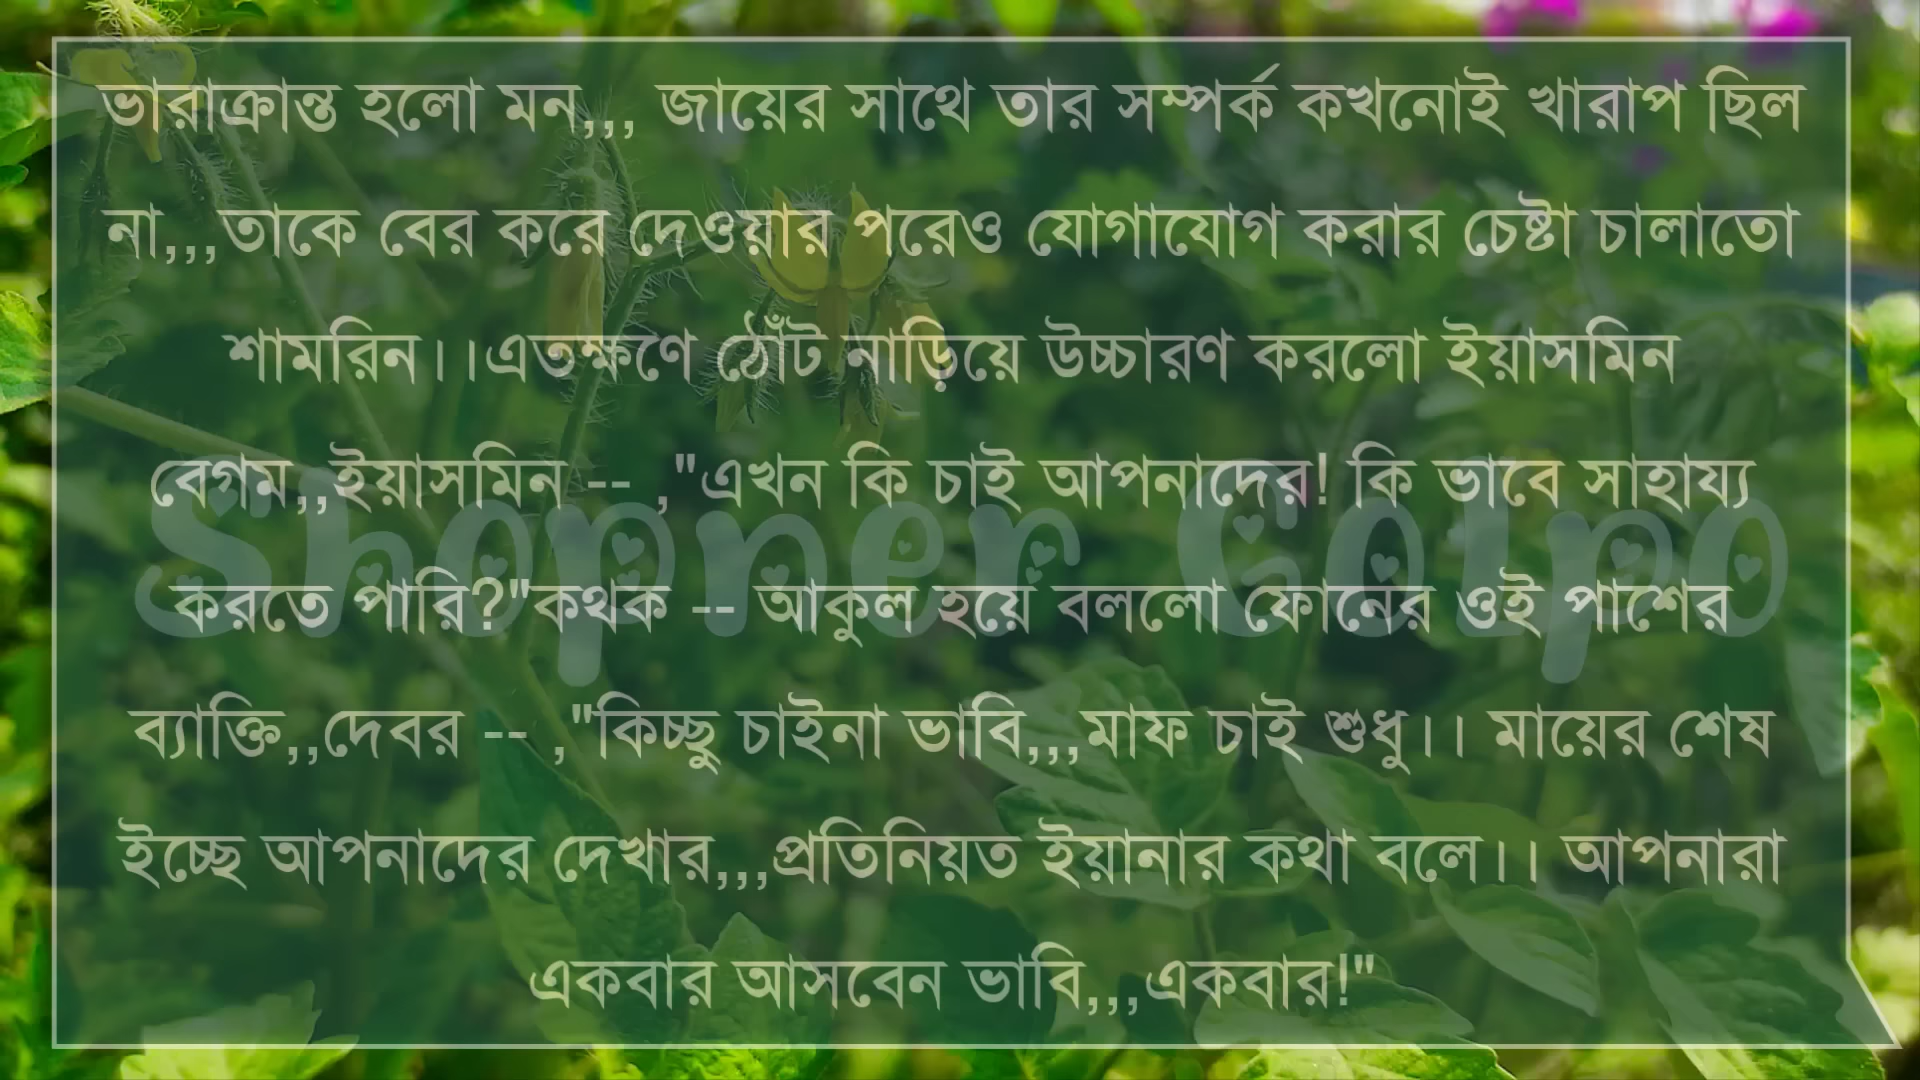 ভারাক্রান্ত হলো মন,,, জায়ের সাথে তার সম্পর্ক কখনোই খারাপ ছিল
না,,,তাকে বের করে দেওয়ার পরেও যোগাযোগ করার চেষ্টা চালাতো
শামরিন।।এতক্ষণে ঠোঁট নাড়িয়ে উচ্চারণ করলো ইয়াসমিন
বেগম,,ইয়াসমিন -- ,"এখন কি চাই আপনাদের! কি ভাবে সাহায্য
করতে পারি?"কথক -- আকুল হয়ে বললো ফোনের ওই পাশের
ব্যাক্তি,,দেবর -- ,"কিচ্ছু চাইনা ভাবি,,,মাফ চাই শুধু।। মায়ের শেষ
ইচ্ছে আপনাদের দেখার,,,প্রতিনিয়ত ইয়ানার কথা বলে।। আপনারা
একবার আসবেন ভাবি,,,একবার!"
Shopner Golpo